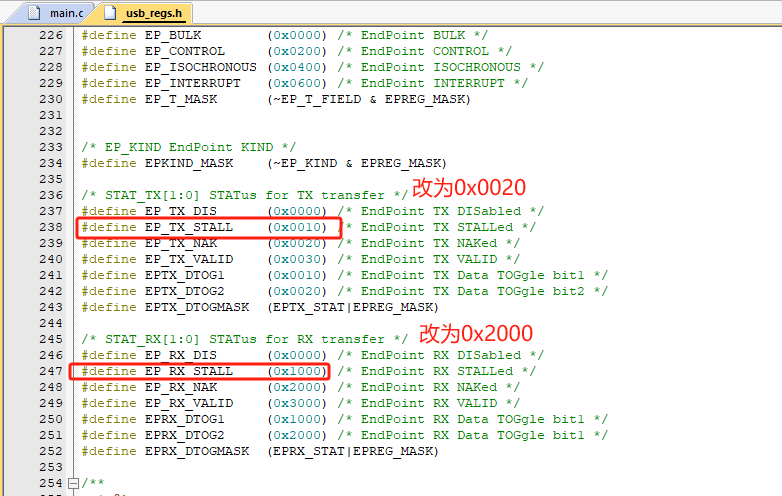 main.c usb_regs.h
226 #define EP_BULK (0x0000) /* EndPoint BULK */
227 #define EP_CONTROL (0x0200) /* EndPoint CONTROL */
228 #define EP_ISOCHRONOUS (0x0400) /* EndPoint ISOCHRONOUS */
229 #define EP_INTERRUPT (0x0600) /* EndPoint INTERRUPT */
230 #define EP_T_MASK (~EP_T_FIELD & EPREG_MASK)
231
232
233 /* EP_KIND EndPoint KIND */
234 #define EPKIND_MASK (~EP_KIND & EPREG_MASK)
235
236 /* STAT_TX[1:0] STATus for TX transfer */ 改为0x0020
237 #define EP_TX_DIS (0x0000) /* EndPoint TX DISabled */
238 #define EP_TX_STALL (0x0010) /* EndPoint TX STALLed */
239 #define EP_TX_NAK (0x0020) /* EndPoint TX NAKed */
240 #define EP_TX_VALID (0x0030) /* EndPoint TX VALID */
241 #define EPTX_DTOG1 (0x0010) /* EndPoint TX Data TOGgle bit1 */
242 #define EPTX_DTOG2 (0x0020) /* EndPoint TX Data TOGgle bit2 */
243 #define EPTX_DTOGMASK (EPTX_STAT|EPREG_MASK)
244
245 /* STAT_RX[1:0] STATus for RX transfer */ 改为0x2000
246 #define EP_RX_DIS (0x0000) /* EndPoint RX DISabled */
247 #define EP_RX_STALL (0x1000) /* EndPoint RX STALLed */
248 #define EP_RX_NAK (0x2000) /* EndPoint RX NAKed */
249 #define EP_RX_VALID (0x3000) /* EndPoint RX VALID */
250 #define EPRX_DTOG1 (0x1000) /* EndPoint RX Data TOGgle bit1 */
251 #define EPRX_DTOG2 (0x2000) /* EndPoint RX Data TOGgle bit1 */
252 #define EPRX_DTOGMASK (EPRX_STAT|EPREG_MASK)
253
254 /**